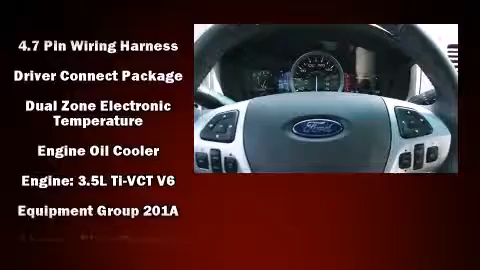 4.7 Pin Wiring Harness
Driver Connect Package
Dual Zone Electronic
Temperature
Engine Oil Cooler
Engine: 3.5L Ti-VCT V6
Equipment Group 201A
Ford